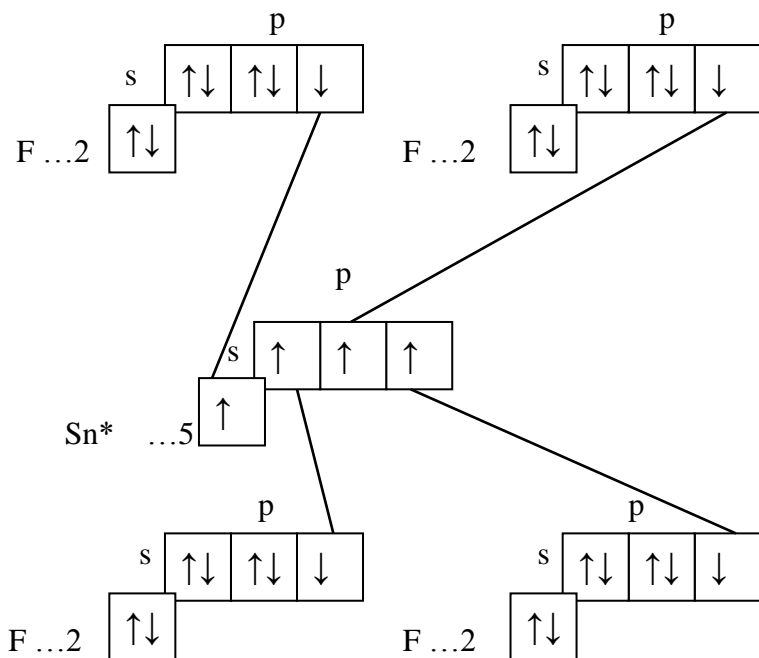 p p
s ↑↓ ↑↓ ↓ s ↑↓ ↑↓ ↓
F …2 ↑↓ F …2 ↑↓
p
s ↑ ↑ ↑
Sn* …5 ↑
p p
s ↑↓ ↑↓ ↓ s ↑↓ ↑↓ ↓
F …2 ↑↓ F …2 ↑↓